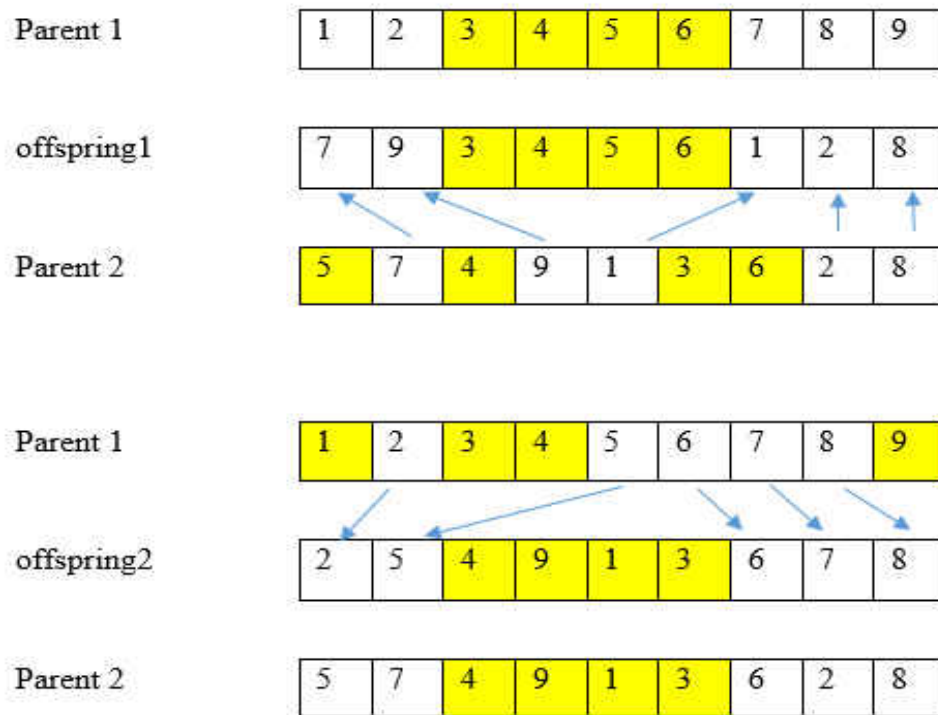 Parent 1 1 2 3 4 5 6 7 8 9
offspring1 7 9 3 4 5 6 1 2 8
Parent 2 5 7 4 9 1 3 6 2 8
Parent 1 1 2 3 4 5 6 7 8 9
offspring2 2 5 4 9 1 3 6 7 8
Parent 2 5 7 4 9 1 3 6 2 8